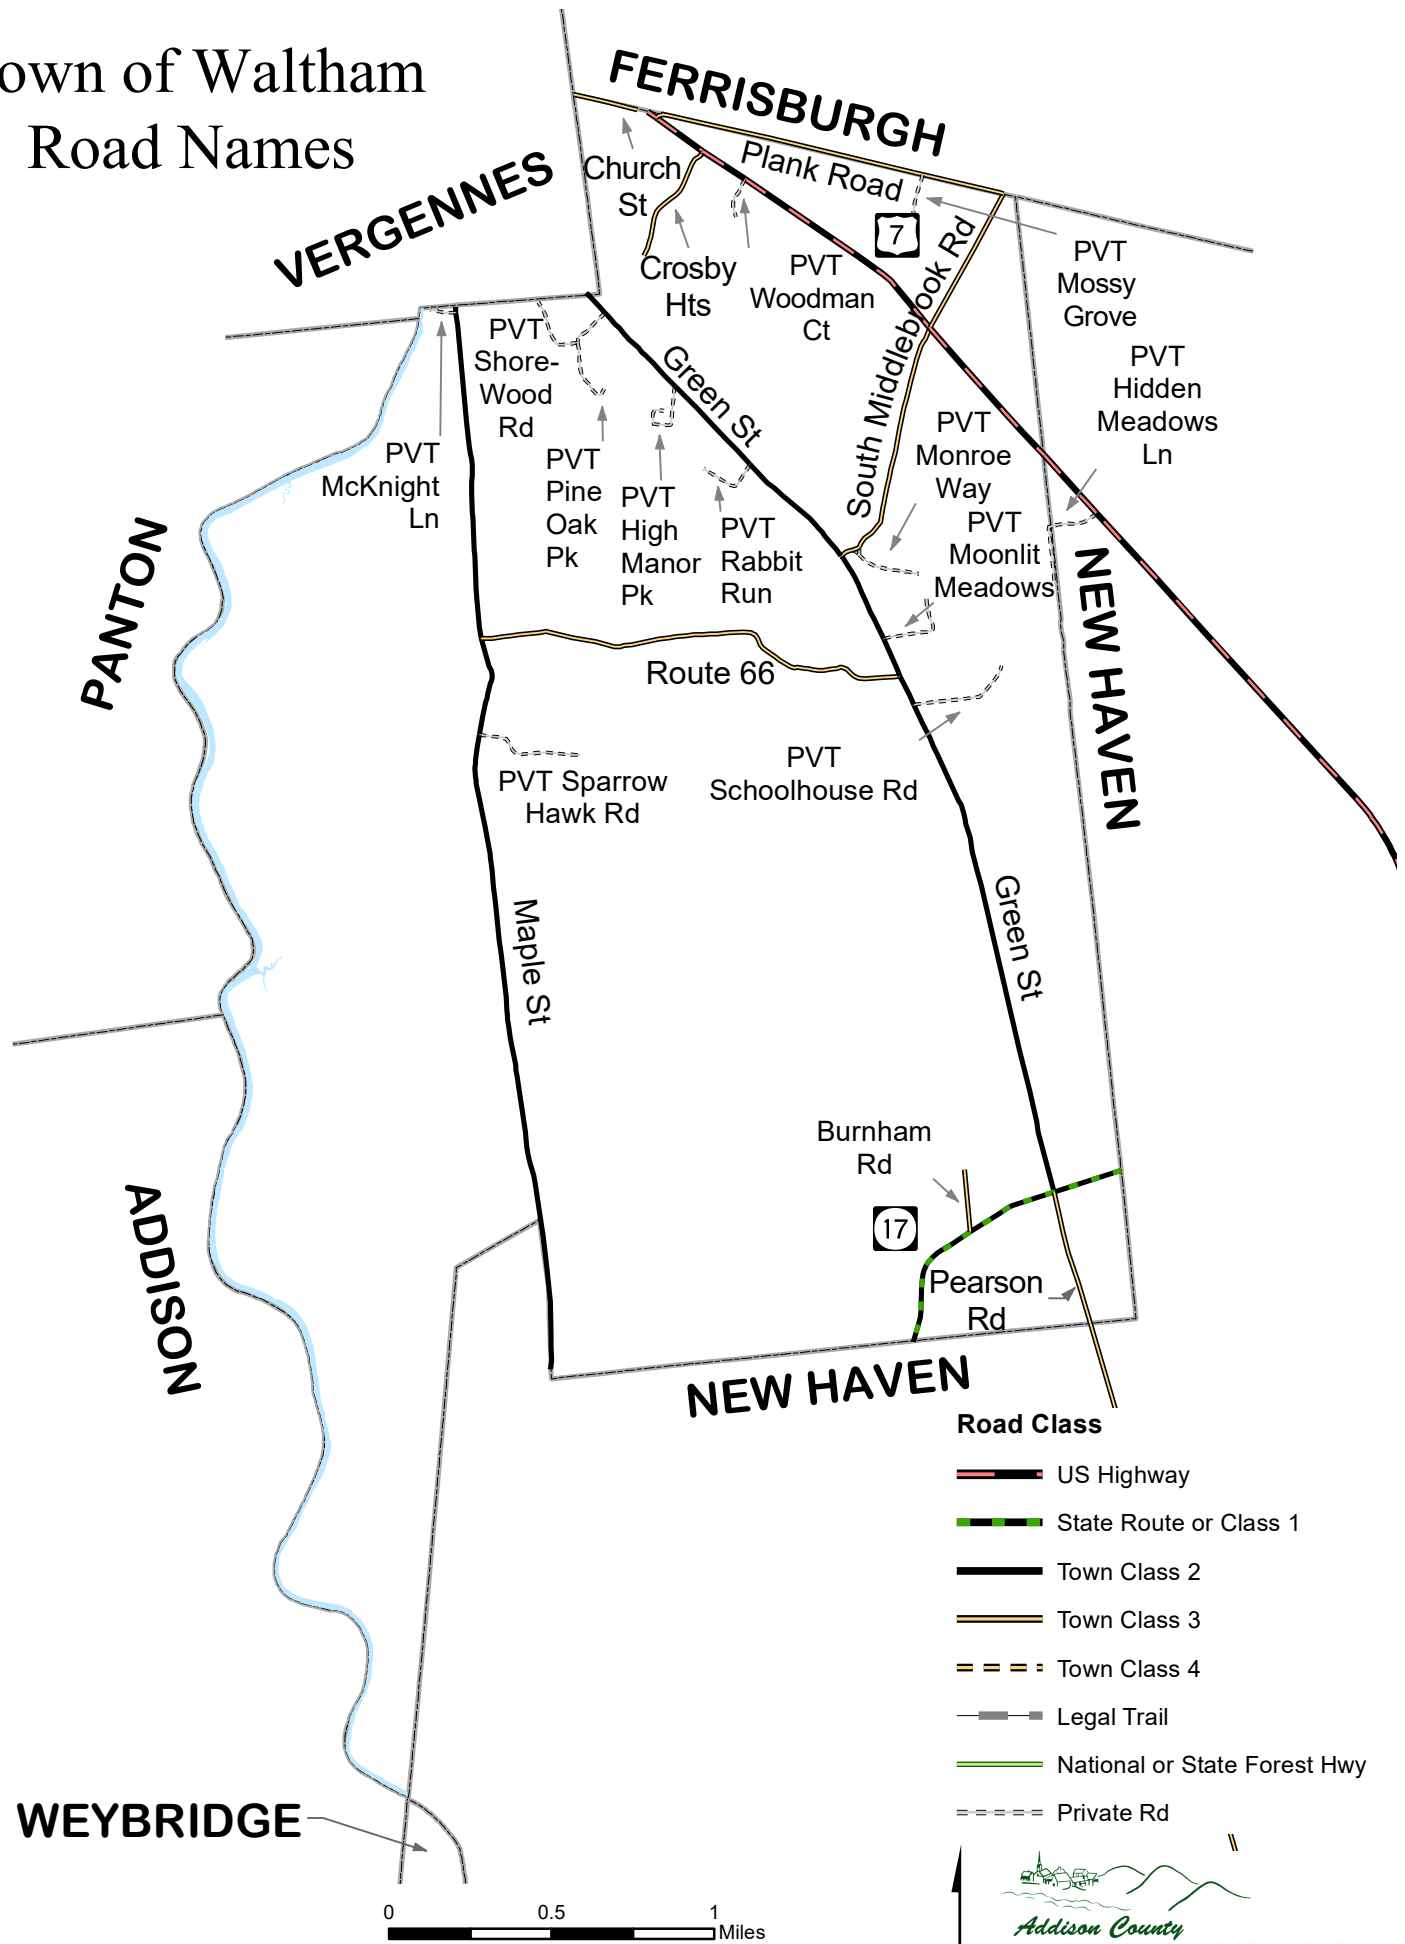 own of Waltham
Road Names
FERRISBURGH
VERGENNES
Church
St
Plank Road
7
Crosby
Hts
PVT
Woodman
Ct
South Middlebrook Rd
PVT
Mossy
Grove
PVT
Hidden
Meadows
Ln
PVT
Shore-
Wood
Rd
Green St
PVT
McKnight
Ln
PVT
Pine
Oak
Pk
PVT
High
Manor
Pk
PVT
Rabbit
Run
PVT
Monroe
Way
PVT
Moonlit
Meadows
PANTON
NEW HAVEN
Route 66
PVT Sparrow
Hawk Rd
PVT
Schoolhouse Rd
Maple St
Green St
Burnham
Rd
17
Pearson
Rd
ADDISON
NEW HAVEN
Road Class
US Highway
State Route or Class 1
Town Class 2
Town Class 3
Town Class 4
Legal Trail
National or State Forest Hwy
Private Rd
WEYBRIDGE
0 0.5 1
Miles
Addison County